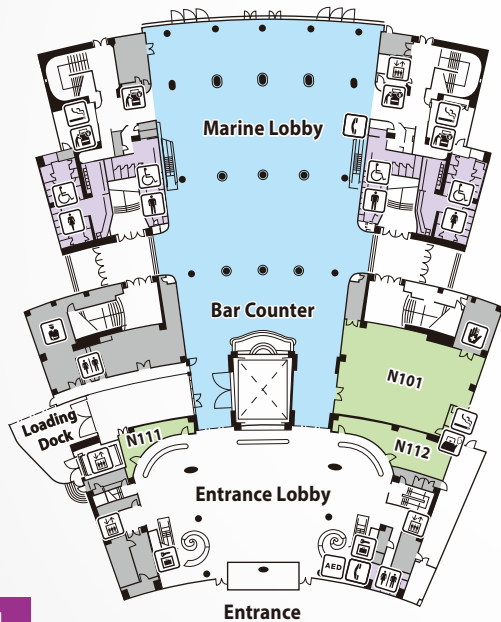 Marine Lobby
Bar Counter
N101
Loading
Dock
N111
N112
Entrance Lobby
AED
Entrance